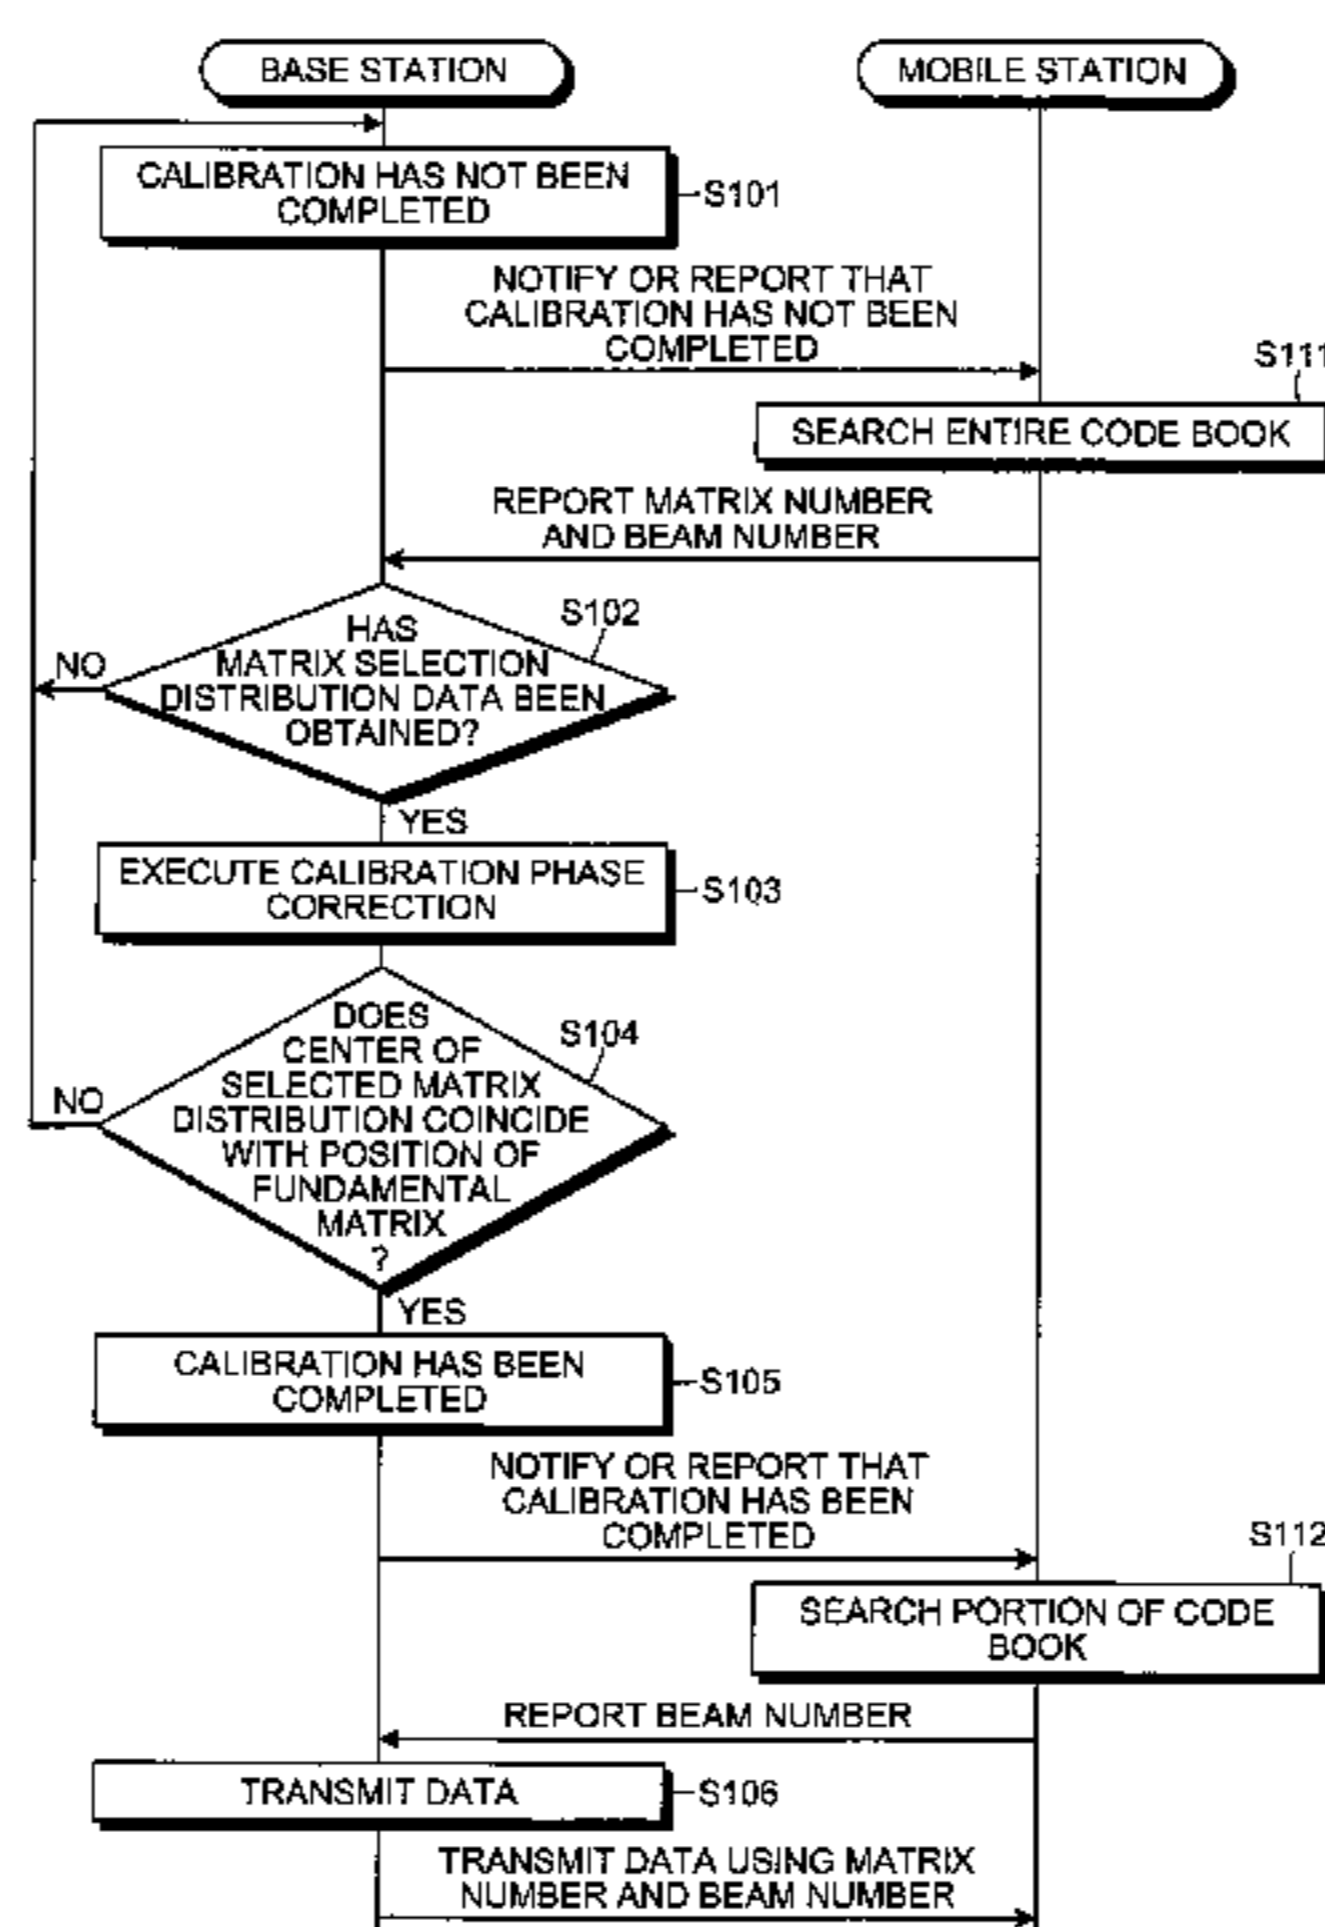 BASE STATION
MOBILE STATION
CALIBRATION HAS NOT BEEN
COMPLETED
S101
NOTIFY OR REPORT THAT
CALIBRATION HAS NOT BEEN
COMPLETED
S111
SEARCH ENTIRE CODE BOOK
REPORT MATRIX NUMBER
AND BEAM NUMBER
S102
HAS
MATRIX SELECTION
DISTRIBUTION DATA BEEN
OBTAINED?
NO
YES
EXECUTE CALIBRATION PHASE
CORRECTION
S103
DOES
CENTER OF
SELECTED MATRIX
DISTRIBUTION COINCIDE
WITH POSITION OF
FUNDAMENTAL
MATRIX
?
S104
NO
YES
CALIBRATION HAS BEEN
COMPLETED
S105
NOTIFY OR REPORT THAT
CALIBRATION HAS BEEN
COMPLETED
S112
SEARCH PORTION OF CODE
BOOK
REPORT BEAM NUMBER
TRANSMIT DATA
S106
TRANSMIT DATA USING MATRIX
NUMBER AND BEAM NUMBER